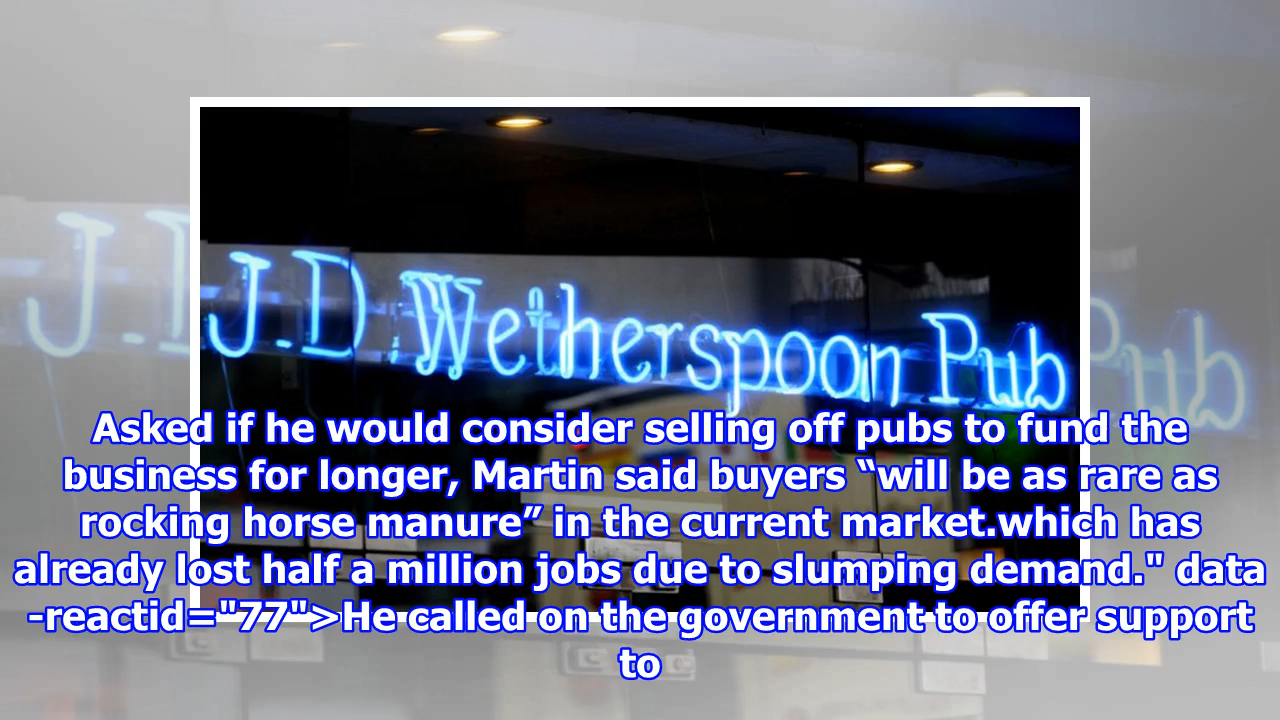 J.D. Wetherspoon Pub
Asked if he would consider selling off pubs to fund the
business for longer, Martin said buyers “will be as rare as
rocking horse manure” in the current market.which has
already lost half a million jobs due to slumping demand." data
-reactid="77">He called on the government to offer support
to